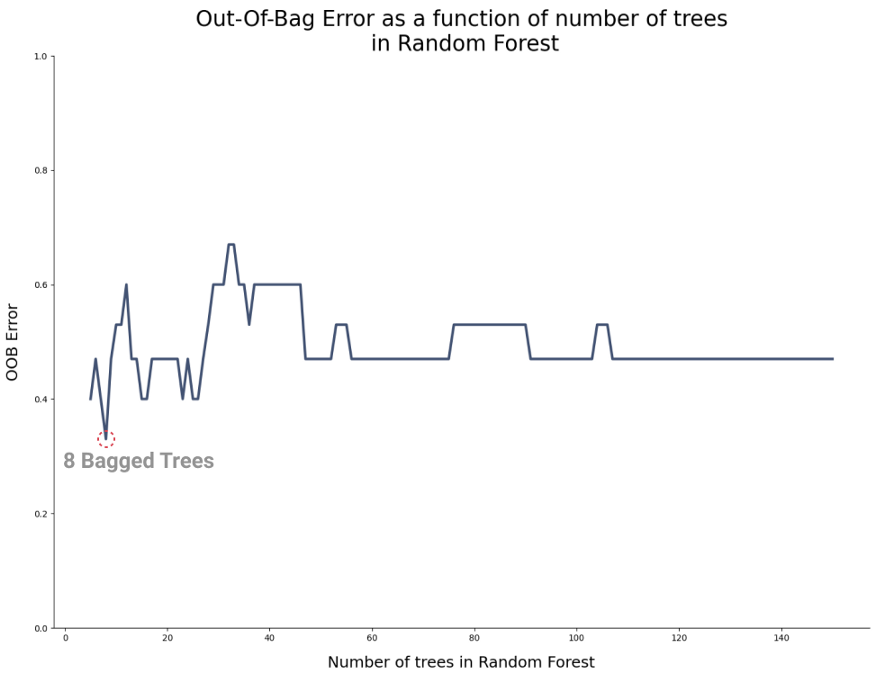 Out-Of-Bag Error as a function of number of trees
in Random Forest
1.0
0.8
0.6
0.4
0.2
0.0
OOB Error
8 Bagged Trees
0
20
40
60
80
100
120
140
Number of trees in Random Forest